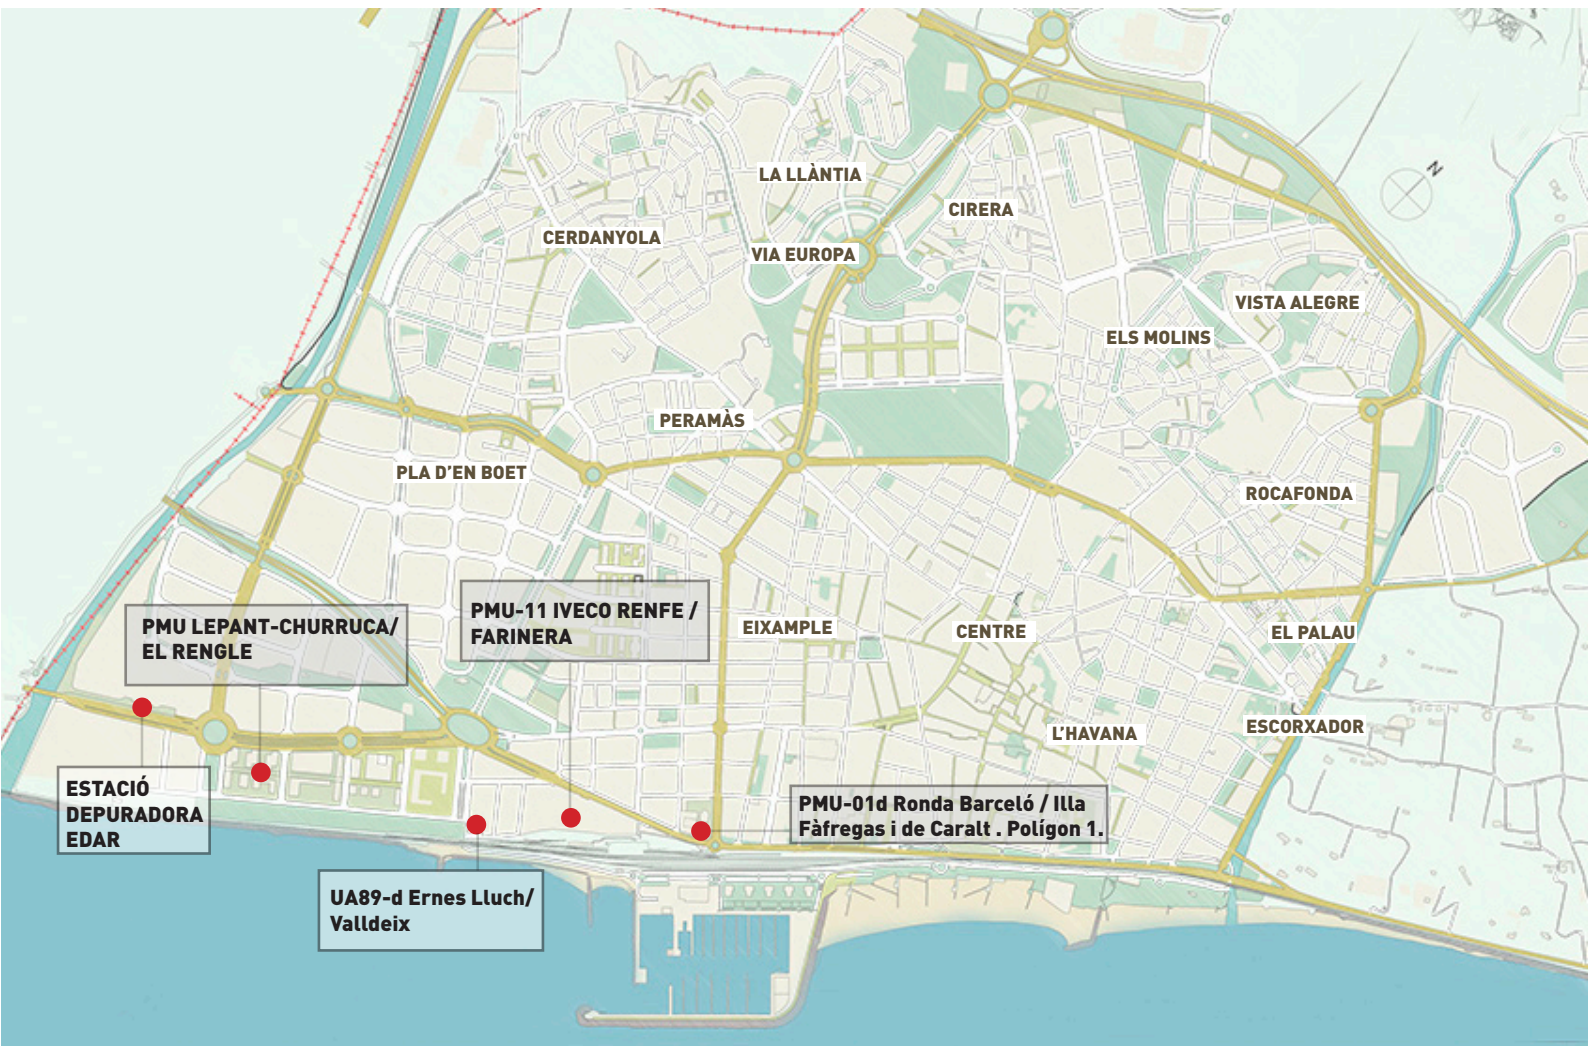 N
LA LLÀNTIA
CIRERA
CERDANYOLA
VIA EUROPA
VISTA ALEGRE
ELS MOLINS
PERAMÀS
PLA D'EN BOET
ROCAFONDA
PMU-11 IVECO RENFE /
FARINERA
PMU LEPANT-CHURRUCA/
EL RENGLE
EIXAMPLE
CENTRE
EL PALAU
ESCORXADOR
L'HAVANA
ESTACIÓ
DEPURADORA
EDAR
PMU-01d Ronda Barceló / Illa
Fàfregas i de Caralt . Polígon 1.
UA89-d Ernes Lluch/
Valldeix